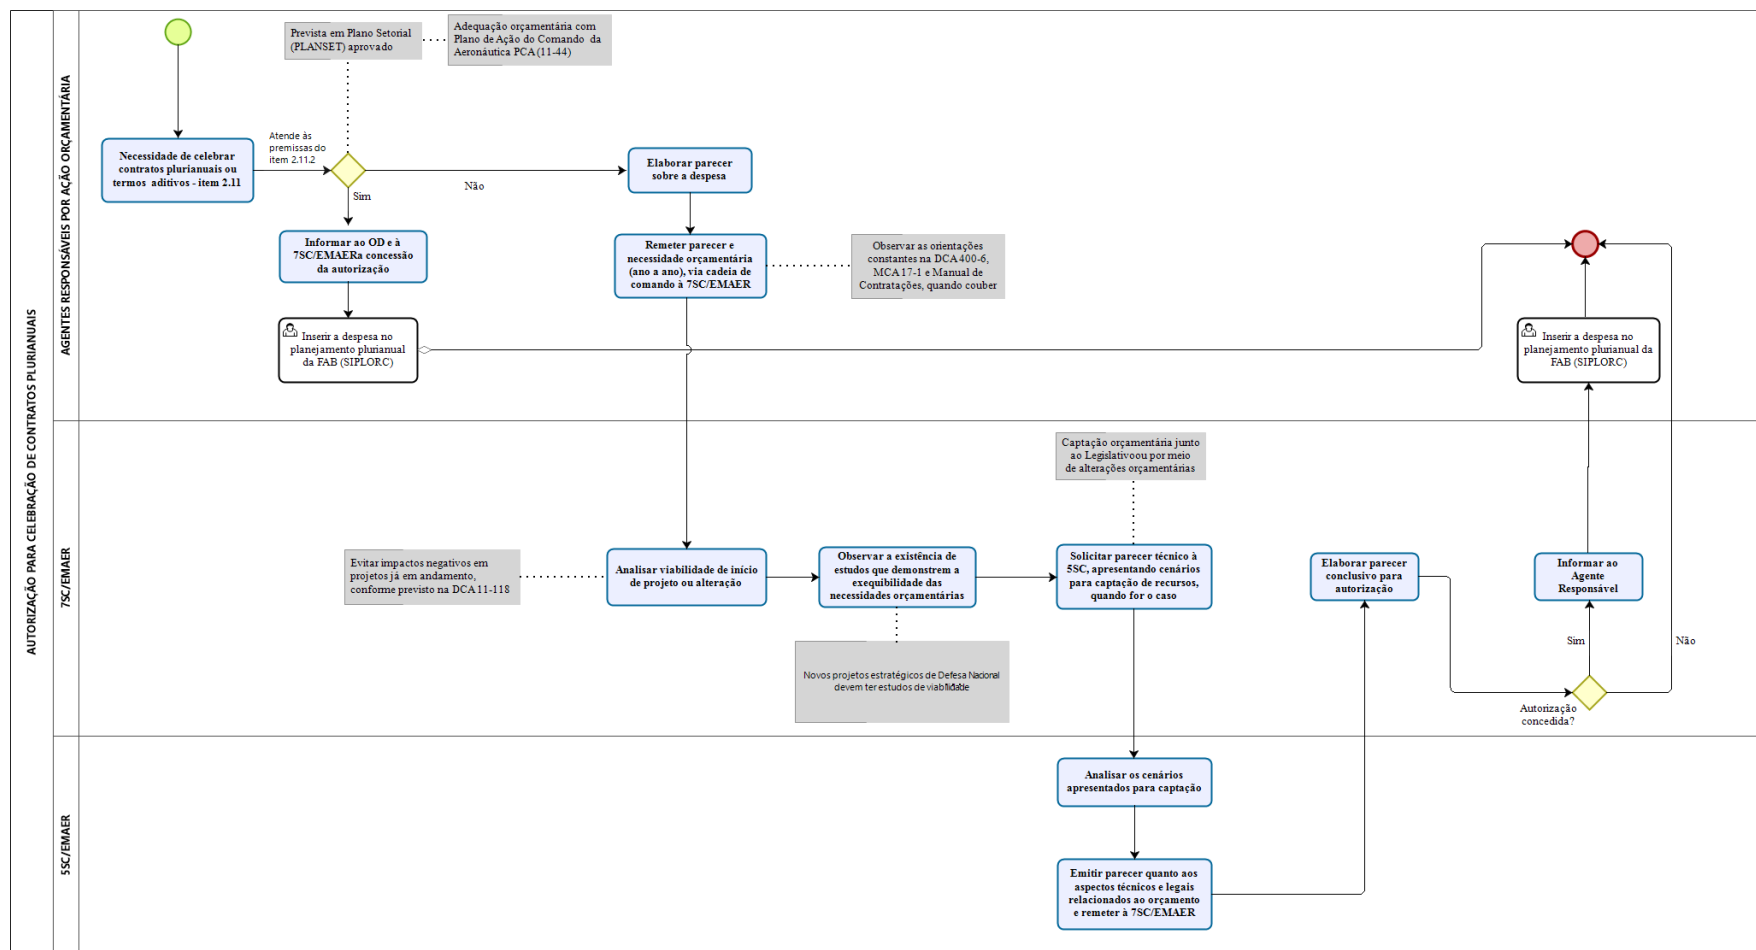 AUTORIZAÇÃO PARA CELEBRAÇÃO DE CONTRATOS PLURIANUAIS
AGENTES RESPONSÁVEIS POR AÇÃO ORÇAMENTÁRIA
Prevista em Plano Setorial
(PLANSET) aprovado
Adequação orçamentária com
Plano de Ação do Comando da
Aeronáutica PCA (11-44)
Necessidade de celebrar
contratos plurianuais ou
termos aditivos - item 2.11
Atende às
premissas do
item 2.11.2
Não
Sim
Elaborar parecer
sobre a despesa
Informar ao OD e à
7SC/EMAERa concessão
da autorização
Remeter parecer e
necessidade orçamentária
(ano a ano), via cadeia de
comando à 7SC/EMAER
Observar as orientações
constantes na DCA 400-6,
MCA 17-1 e Manual de
Contratações, quando couber
Inserir a despesa no
planejamento plurianual
da FAB (SIPLORC)
Inserir a despesa no
planejamento plurianual da
FAB (SIPLORC)
7SC/EMAER
Captação orçamentária junto
ao Legislativoou por meio
de alterações orçamentárias
Evitar impactos negativos em
projetos já em andamento,
conforme previsto na DCA 11-118
Analisar viabilidade de início
de projeto ou alteração
Observar a existência de
estudos que demonstrem a
exequibilidade das
necessidades orçamentárias
Solicitar parecer técnico à
5SC, apresentando cenários
para captação de recursos,
quando for o caso
Elaborar parecer
conclusivo para
autorização
Informar ao
Agente
Responsável
Sim
Não
Novos projetos estratégicos de Defesa Nacional
devem ter estudos de viabilidade
Autorização
concedida?
5SC/EMAER
Analisar os cenários
apresentados para captação
Emitir parecer quanto aos
aspectos técnicos e legais
relacionados ao orçamento
e remeter à 7SC/EMAER